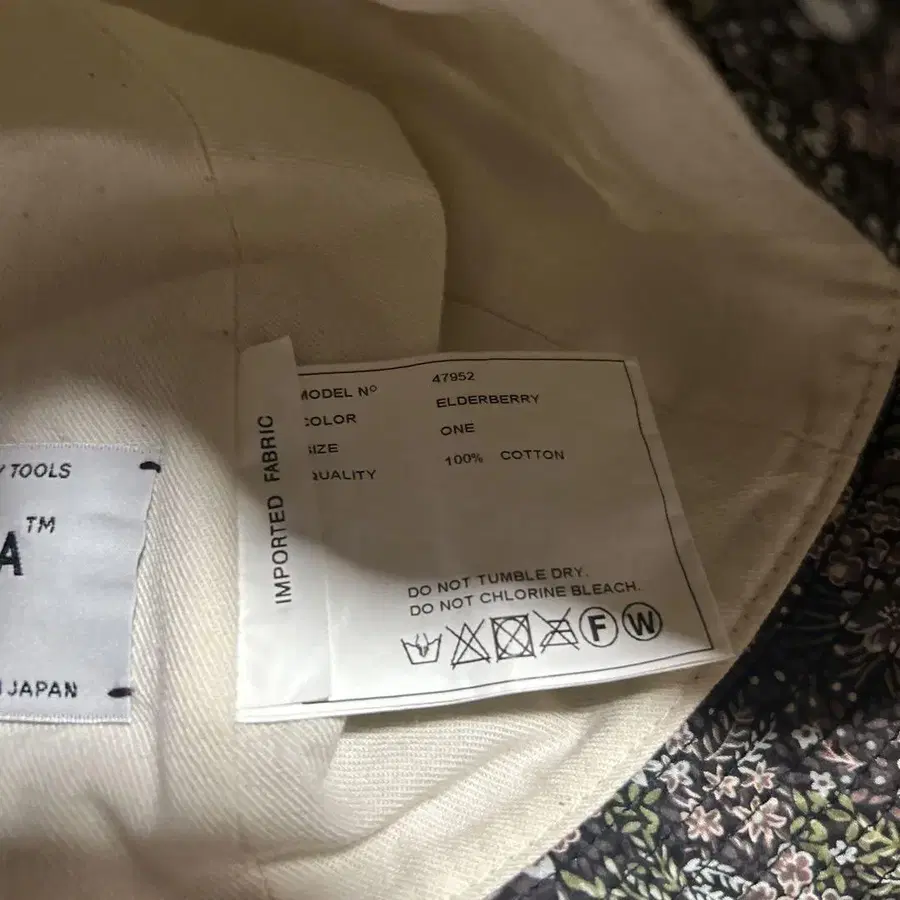 TOOLS
A™
JAPAN
IMPORTED FABRIC
MODEL Nº 47952
COLOR ELDERBERRY
SIZE ONE
QUALITY 100% COTTON
DO NOT TUMBLE DRY.
DO NOT CHLORINE BLEACH.
F W